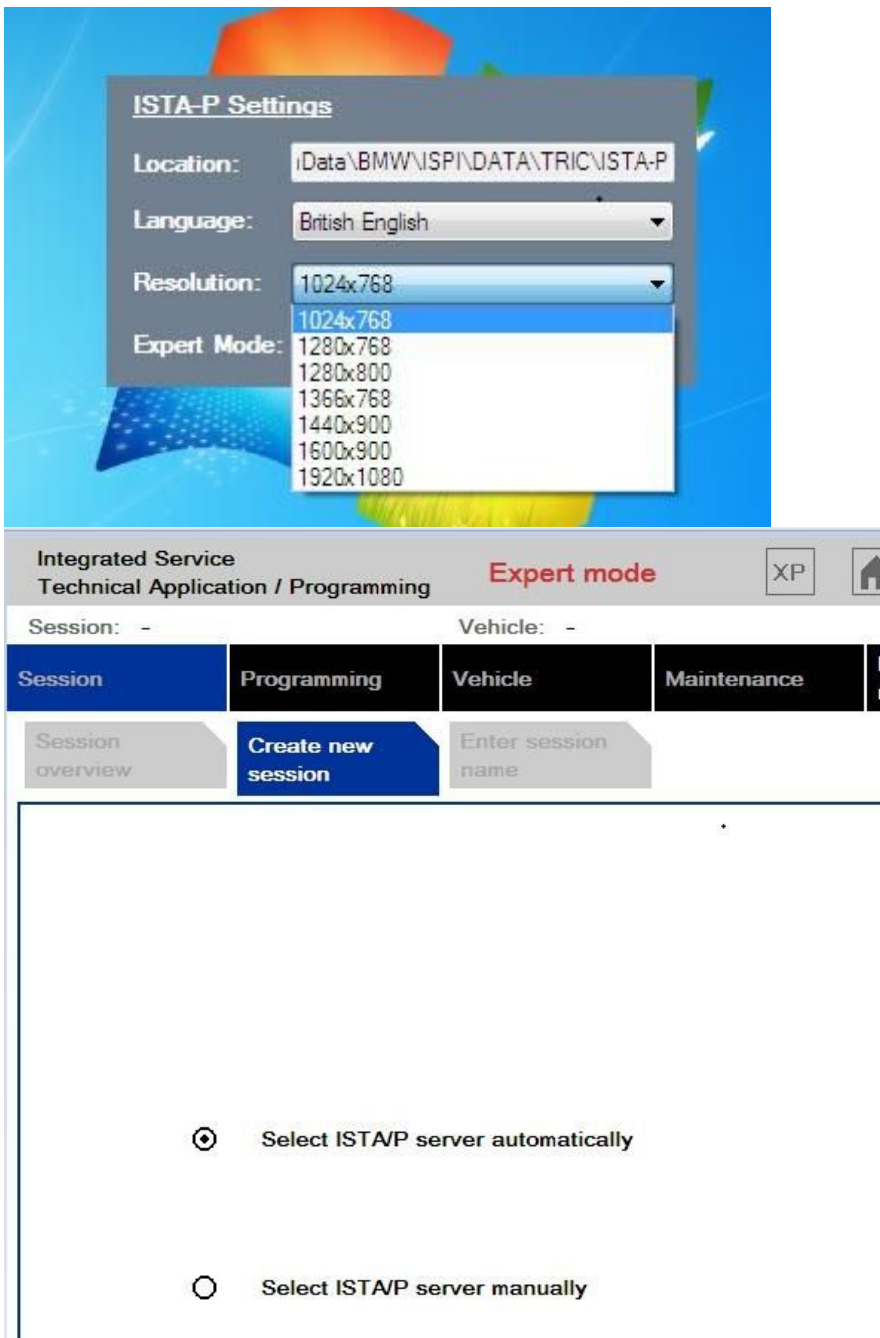 ISTA-P Settings
Location: ıData\BMW\ISPI\DATA\TRIC\ISTA-P
Language: British English
Resolution: 1024x768
1024x768
Expert Mode: 1280x768
1280x800
1366x768
1440x900
1600x900
1920x1080
Integrated Service
Technical Application / Programming
Expert mode
XP
Session: -
Vehicle: -
Session
Programming
Vehicle
Maintenance
Session
overview
Create new
session
Enter session
name
Select ISTA/P server automatically
Select ISTA/P server manually